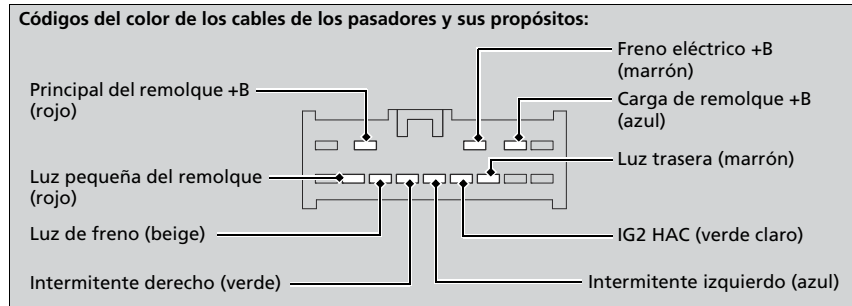 Códigos del color de los cables de los pasadores y sus propósitos:
Principal del remolque +B
(rojo)
Luz pequeña del remolque
(rojo)
Luz de freno (beige)
Intermitente derecho (verde)
Freno eléctrico +B
(marrón)
Carga de remolque +B
(azul)
Luz trasera (marrón)
IG2 HAC (verde claro)
Intermitente izquierdo (azul)